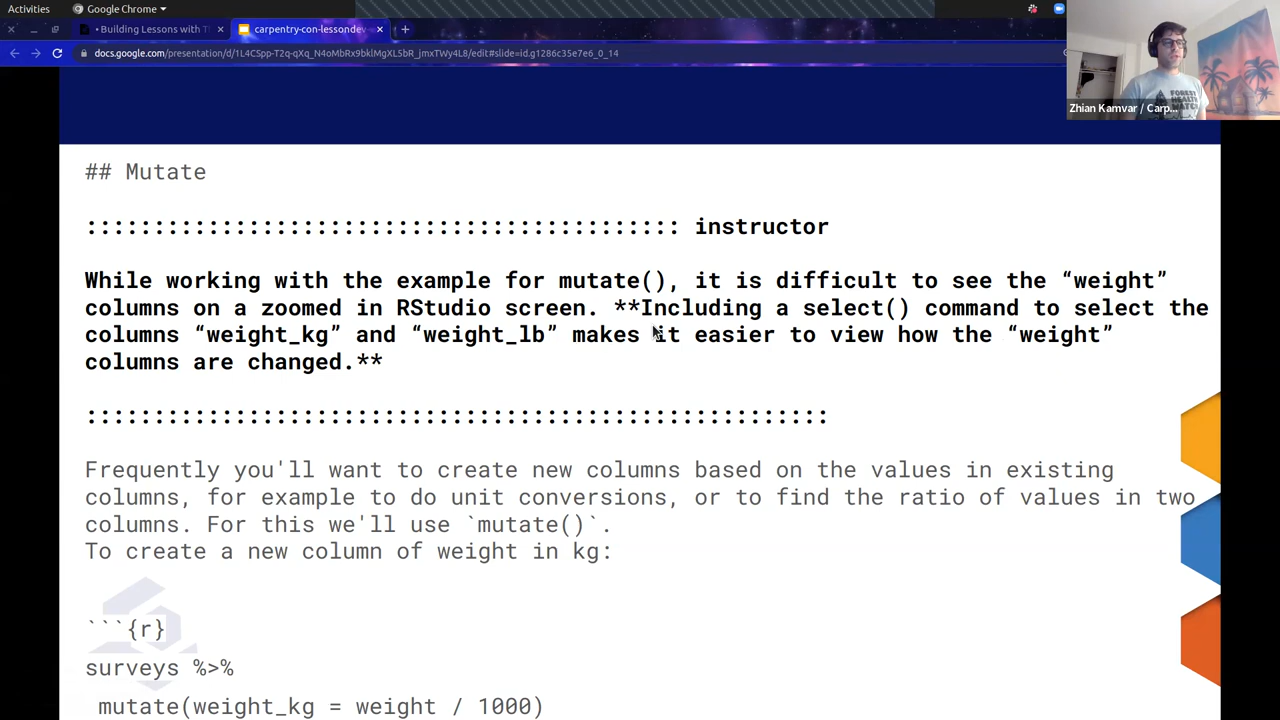 Activities
Google Chrome
• Building Lessons with T
carpentry-con-lessondev
docs.google.com/presentation/d/1L4CSpp-T2q-qXq_N4oMbRx9bklMgXL5bR_jmxTWy4L8/edit#slide=id.g1286c35e7e6_0_14
FOREST
HEALTH
WATCH
Zhian Kamvar / Carp...
## Mutate
:::::::::::::::::::::::::::::::::::::::::::: instructor
While working with the example for mutate(), it is difficult to see the “weight”
columns on a zoomed in RStudio screen. **Including a select() command to select the
columns “weight_kg” and “weight_lb” makes it easier to view how the “weight”
columns are changed.**
:::::::::::::::::::::::::::::::::::::::::::::::::::::::
Frequently you'll want to create new columns based on the values in existing
columns, for example to do unit conversions, or to find the ratio of values in two
columns. For this we'll use `mutate()`.
To create a new column of weight in kg:
```{r}
surveys %>%
mutate(weight_kg = weight / 1000)